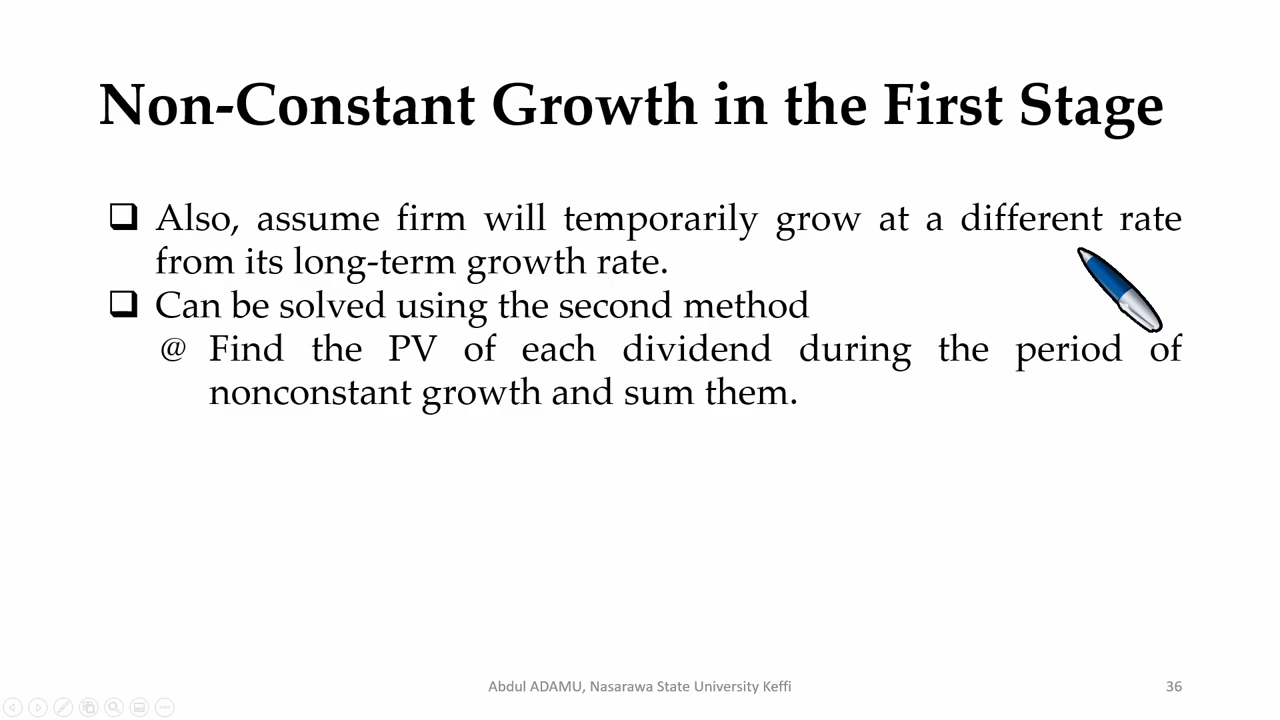 Non-Constant Growth in the First Stage
❑ Also, assume firm will temporarily grow at a different rate
from its long-term growth rate.
❑ Can be solved using the second method
@ Find the PV of each dividend during the period of
nonconstant growth and sum them.
Abdul ADAMU, Nasarawa State University Keffi
36